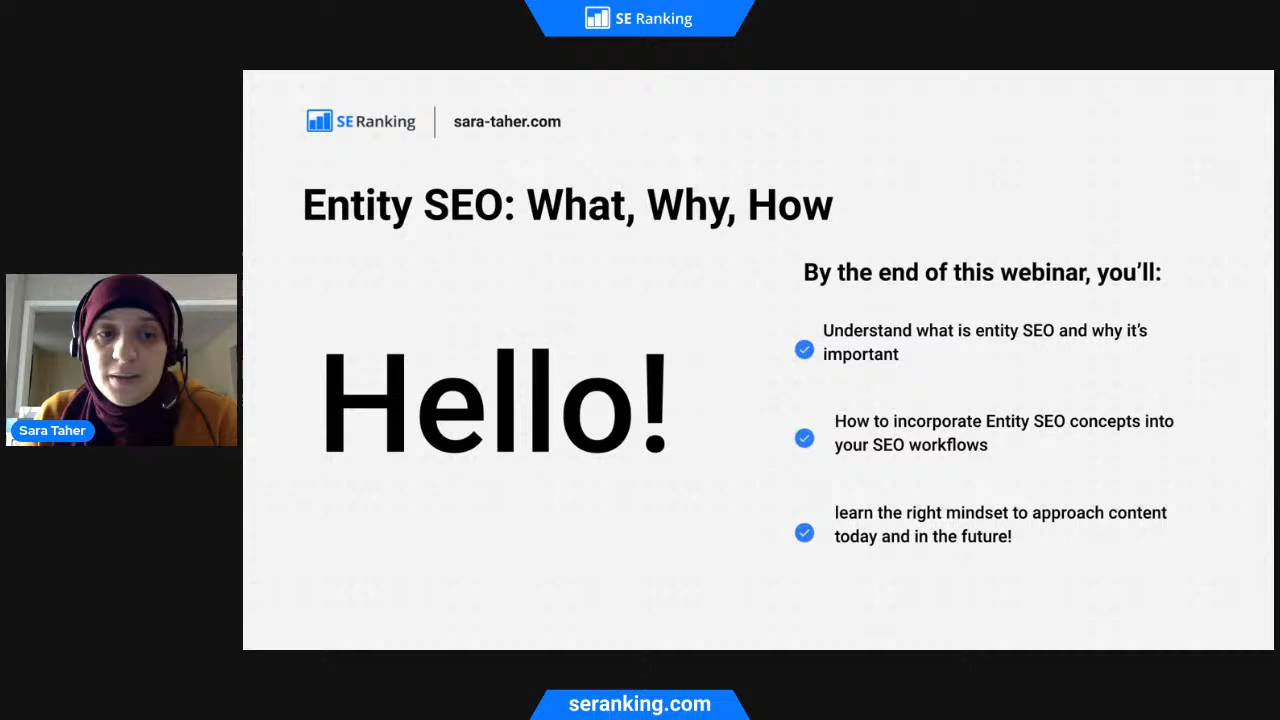 SE Ranking
SE Ranking
sara-taher.com
Entity SEO: What, Why, How
By the end of this webinar, you'll:
Understand what is entity SEO and why it's
important
Hello!
How to incorporate Entity SEO concepts into
your SEO workflows
learn the right mindset to approach content
today and in the future!
Sara Taher
seranking.com